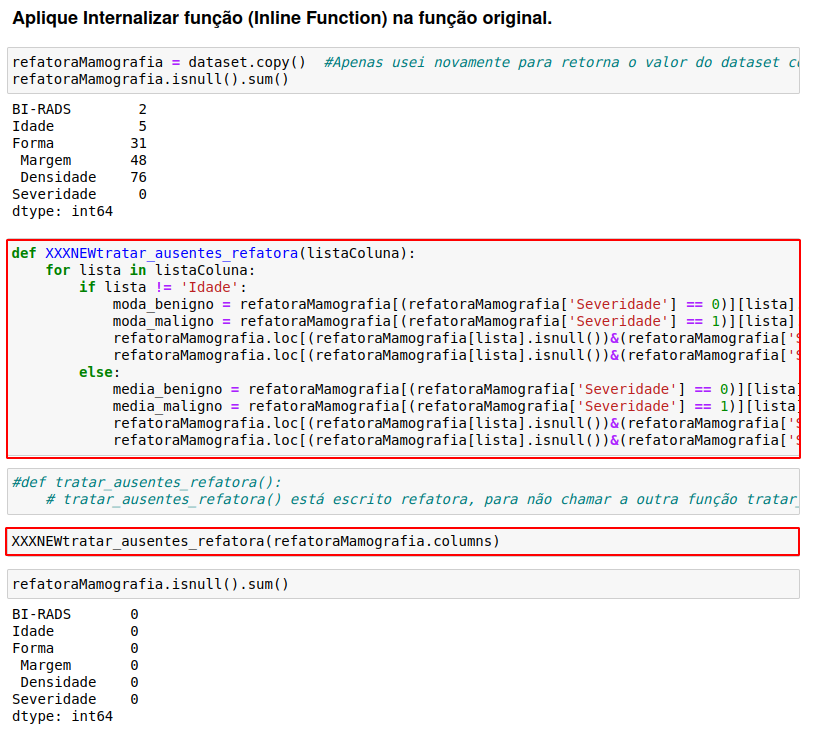 Aplique Internalizar função (Inline Function) na função original.
refatoraMamografia = dataset.copy()  #Apenas usei novamente para retorna o valor do dataset
refatoraMamografia.isnull().sum()
BI-RADS        2
Idade          5
Forma         31
 Margem       48
 Densidade    76
Severidade     0
dtype: int64
def XXXNEWtratar_ausentes_refatora(listaColuna):
    for lista in listaColuna:
        if lista != 'Idade':
            moda_benigno = refatoraMamografia[(refatoraMamografia['Severidade'] == 0)][lista]
            moda_maligno = refatoraMamografia[(refatoraMamografia['Severidade'] == 1)][lista]
            refatoraMamografia.loc[(refatoraMamografia[lista].isnull())&(refatoraMamografia['S
            refatoraMamografia.loc[(refatoraMamografia[lista].isnull())&(refatoraMamografia['S
        else:
            media_benigno = refatoraMamografia[(refatoraMamografia['Severidade'] == 0)][lista]
            media_maligno = refatoraMamografia[(refatoraMamografia['Severidade'] == 1)][lista]
            refatoraMamografia.loc[(refatoraMamografia[lista].isnull())&(refatoraMamografia['S
            refatoraMamografia.loc[(refatoraMamografia[lista].isnull())&(refatoraMamografia['S
#def tratar_ausentes_refatora():
    # tratar_ausentes_refatora() está escrito refatora, para não chamar a outra função tratar_
XXXNEWtratar_ausentes_refatora(refatoraMamografia.columns)
refatoraMamografia.isnull().sum()
BI-RADS       0
Idade         0
Forma         0
 Margem       0
 Densidade    0
Severidade    0
dtype: int64